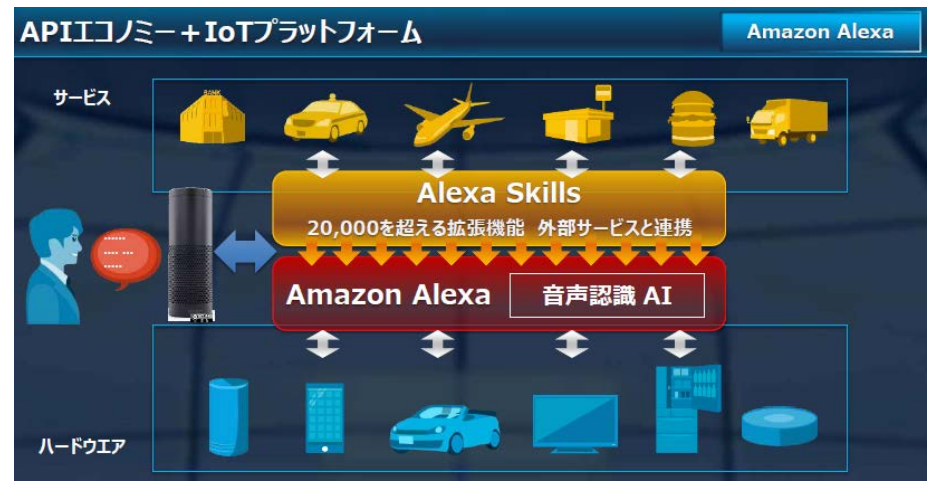 APIエコノミー＋IoTプラットフォーム
Amazon Alexa
サービス
BANK
Alexa Skills
20,000を超える拡張機能 外部サービスと連携
Amazon Alexa
音声認識 AI
ハードウエア